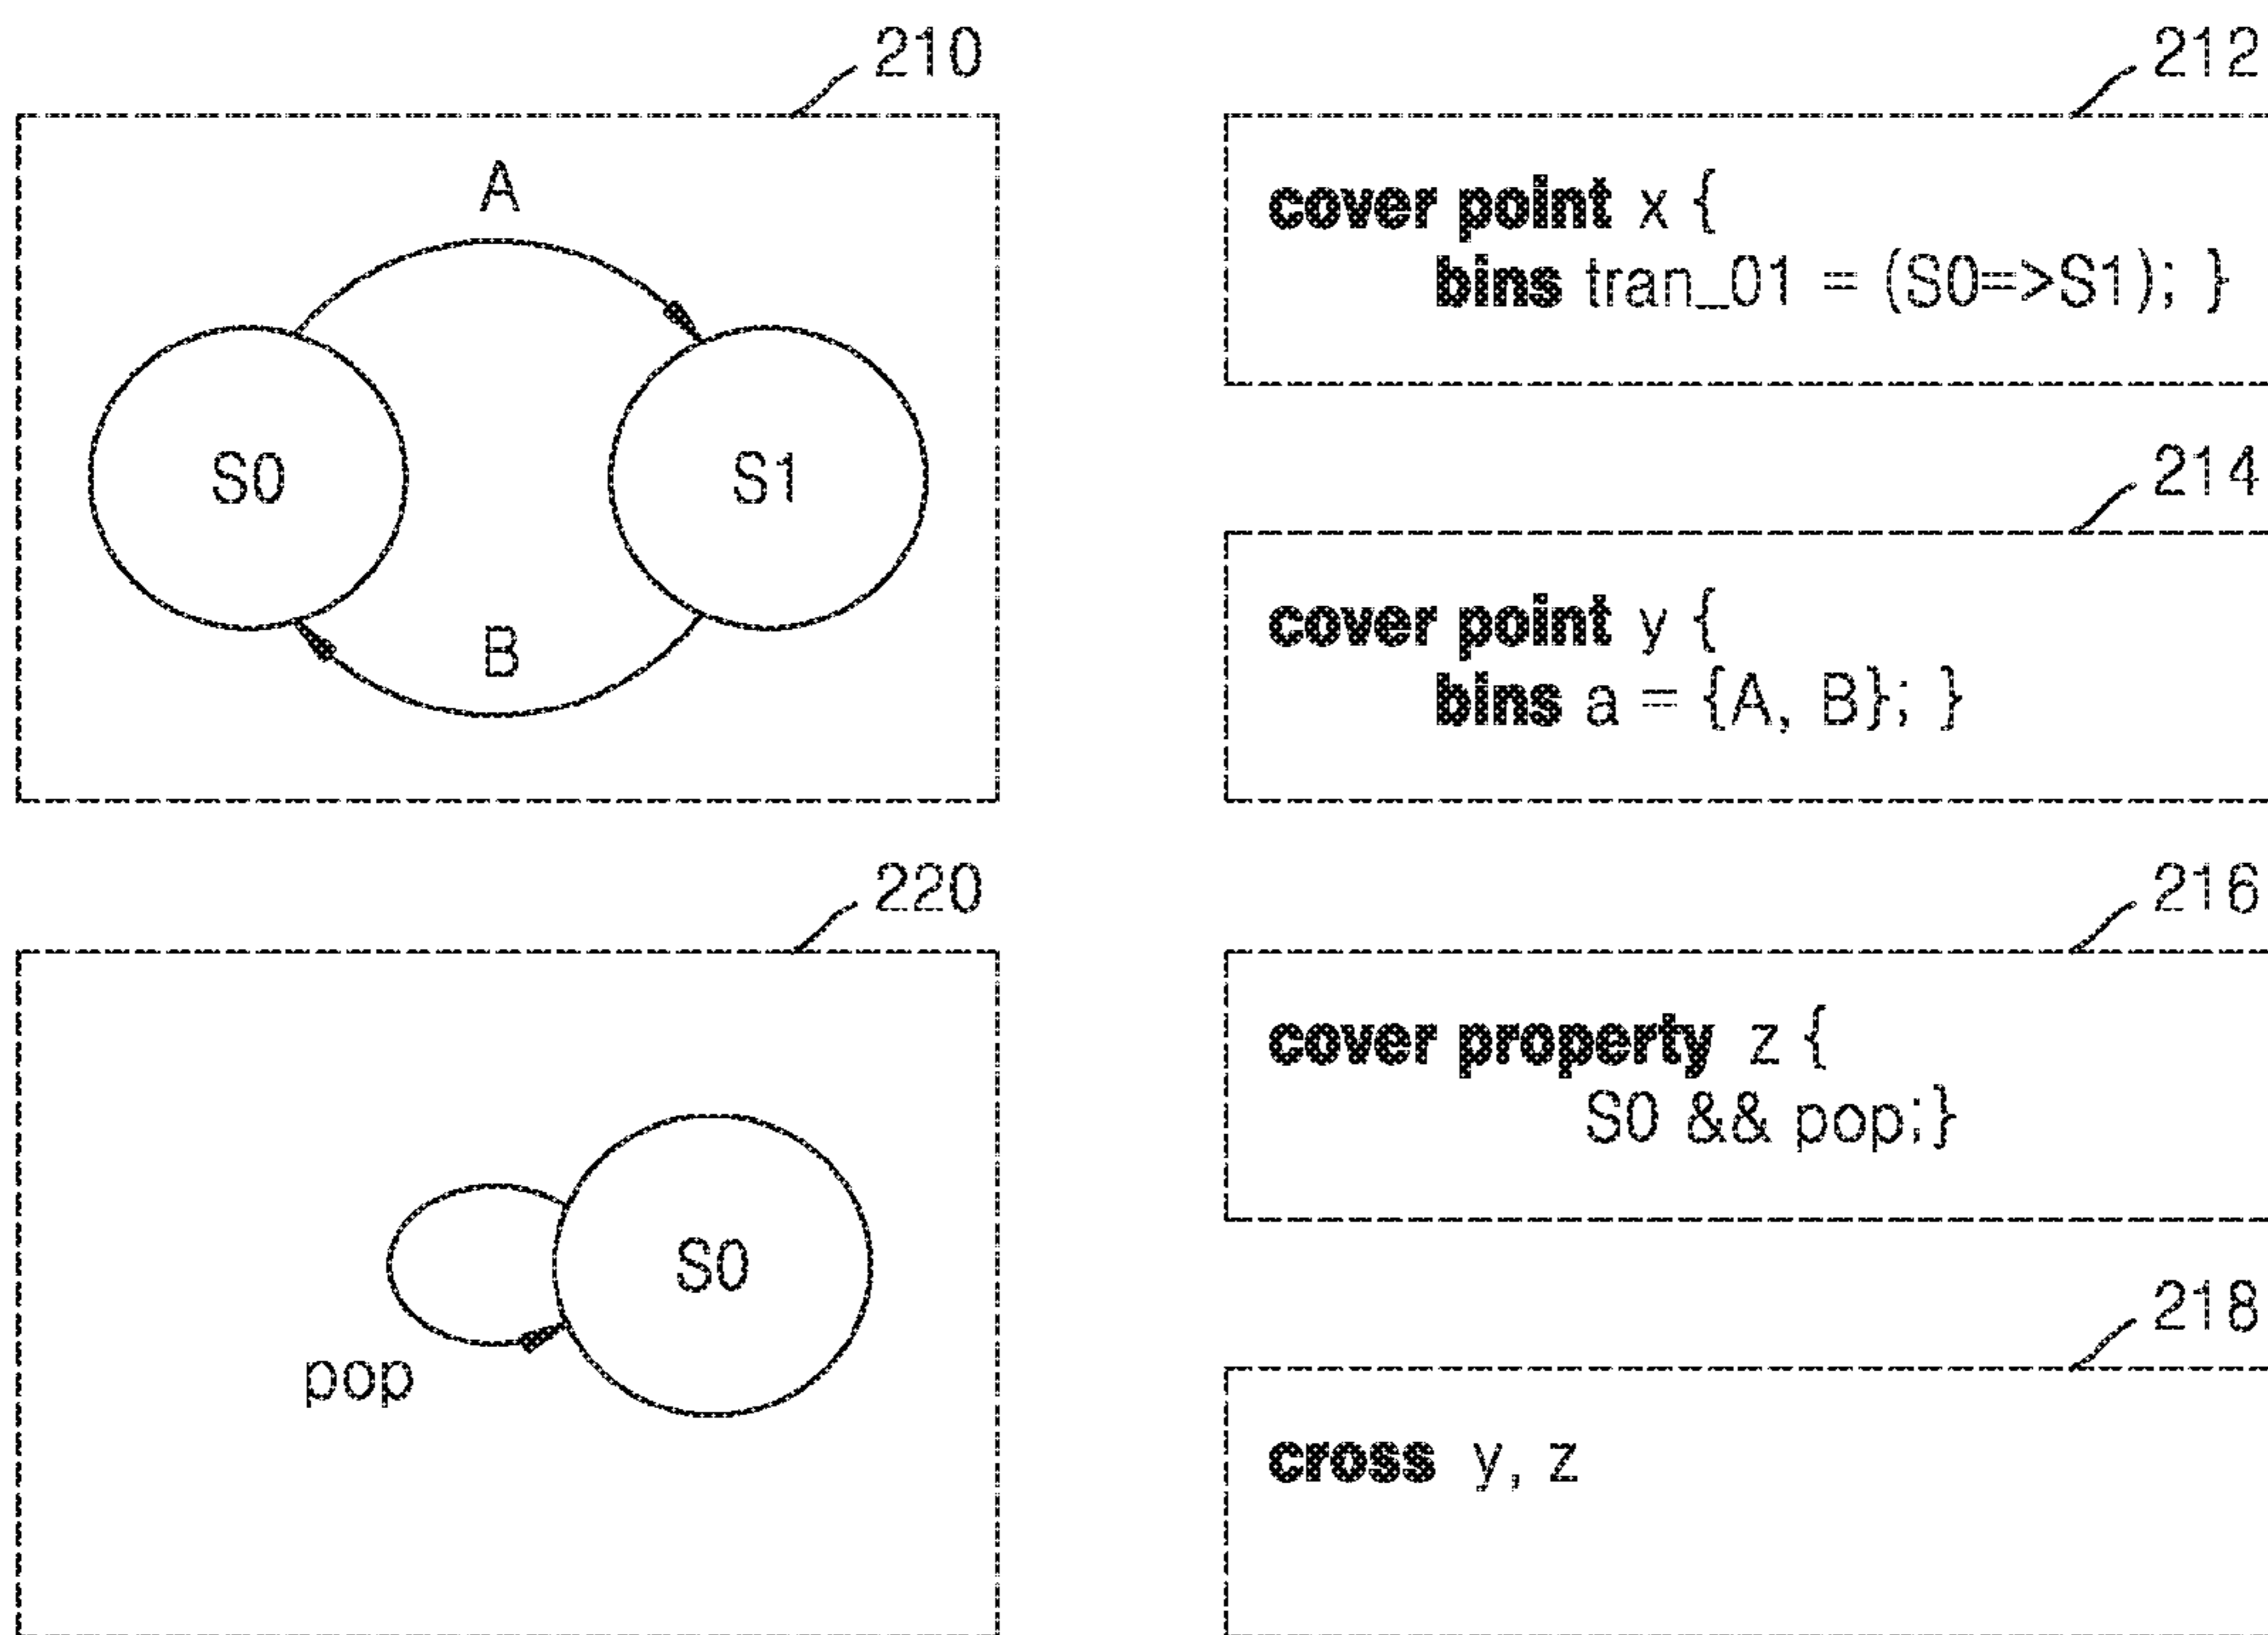 210
A
S0
S1
B
220
S0
pop
212
cover point x {
bins tran_01 = (S0=>S1); }
214
cover point y {
bins a = {A, B}; }
216
cover property z {
S0 && pop;}
218
cross y, z